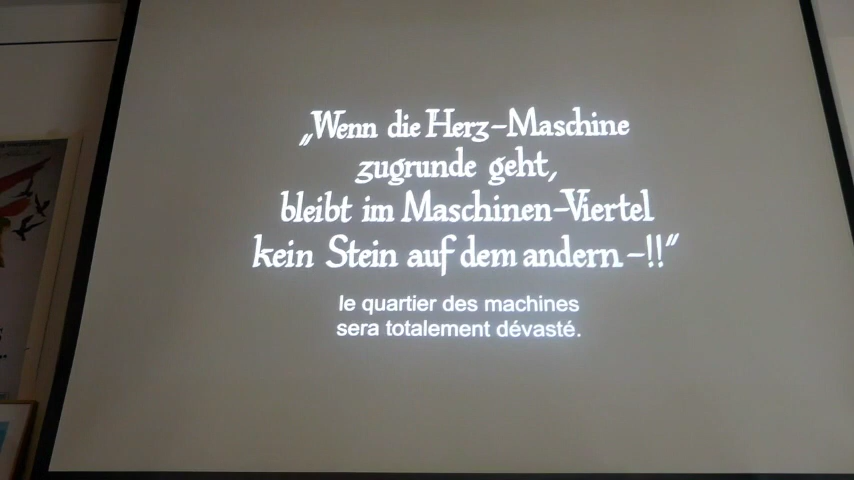 „Wenn die Herz-Maschine
zugrunde geht,
bleibt im Maschinen-Viertel
kein Stein auf dem andern-!!"
le quartier des machines
sera totalement dévasté.